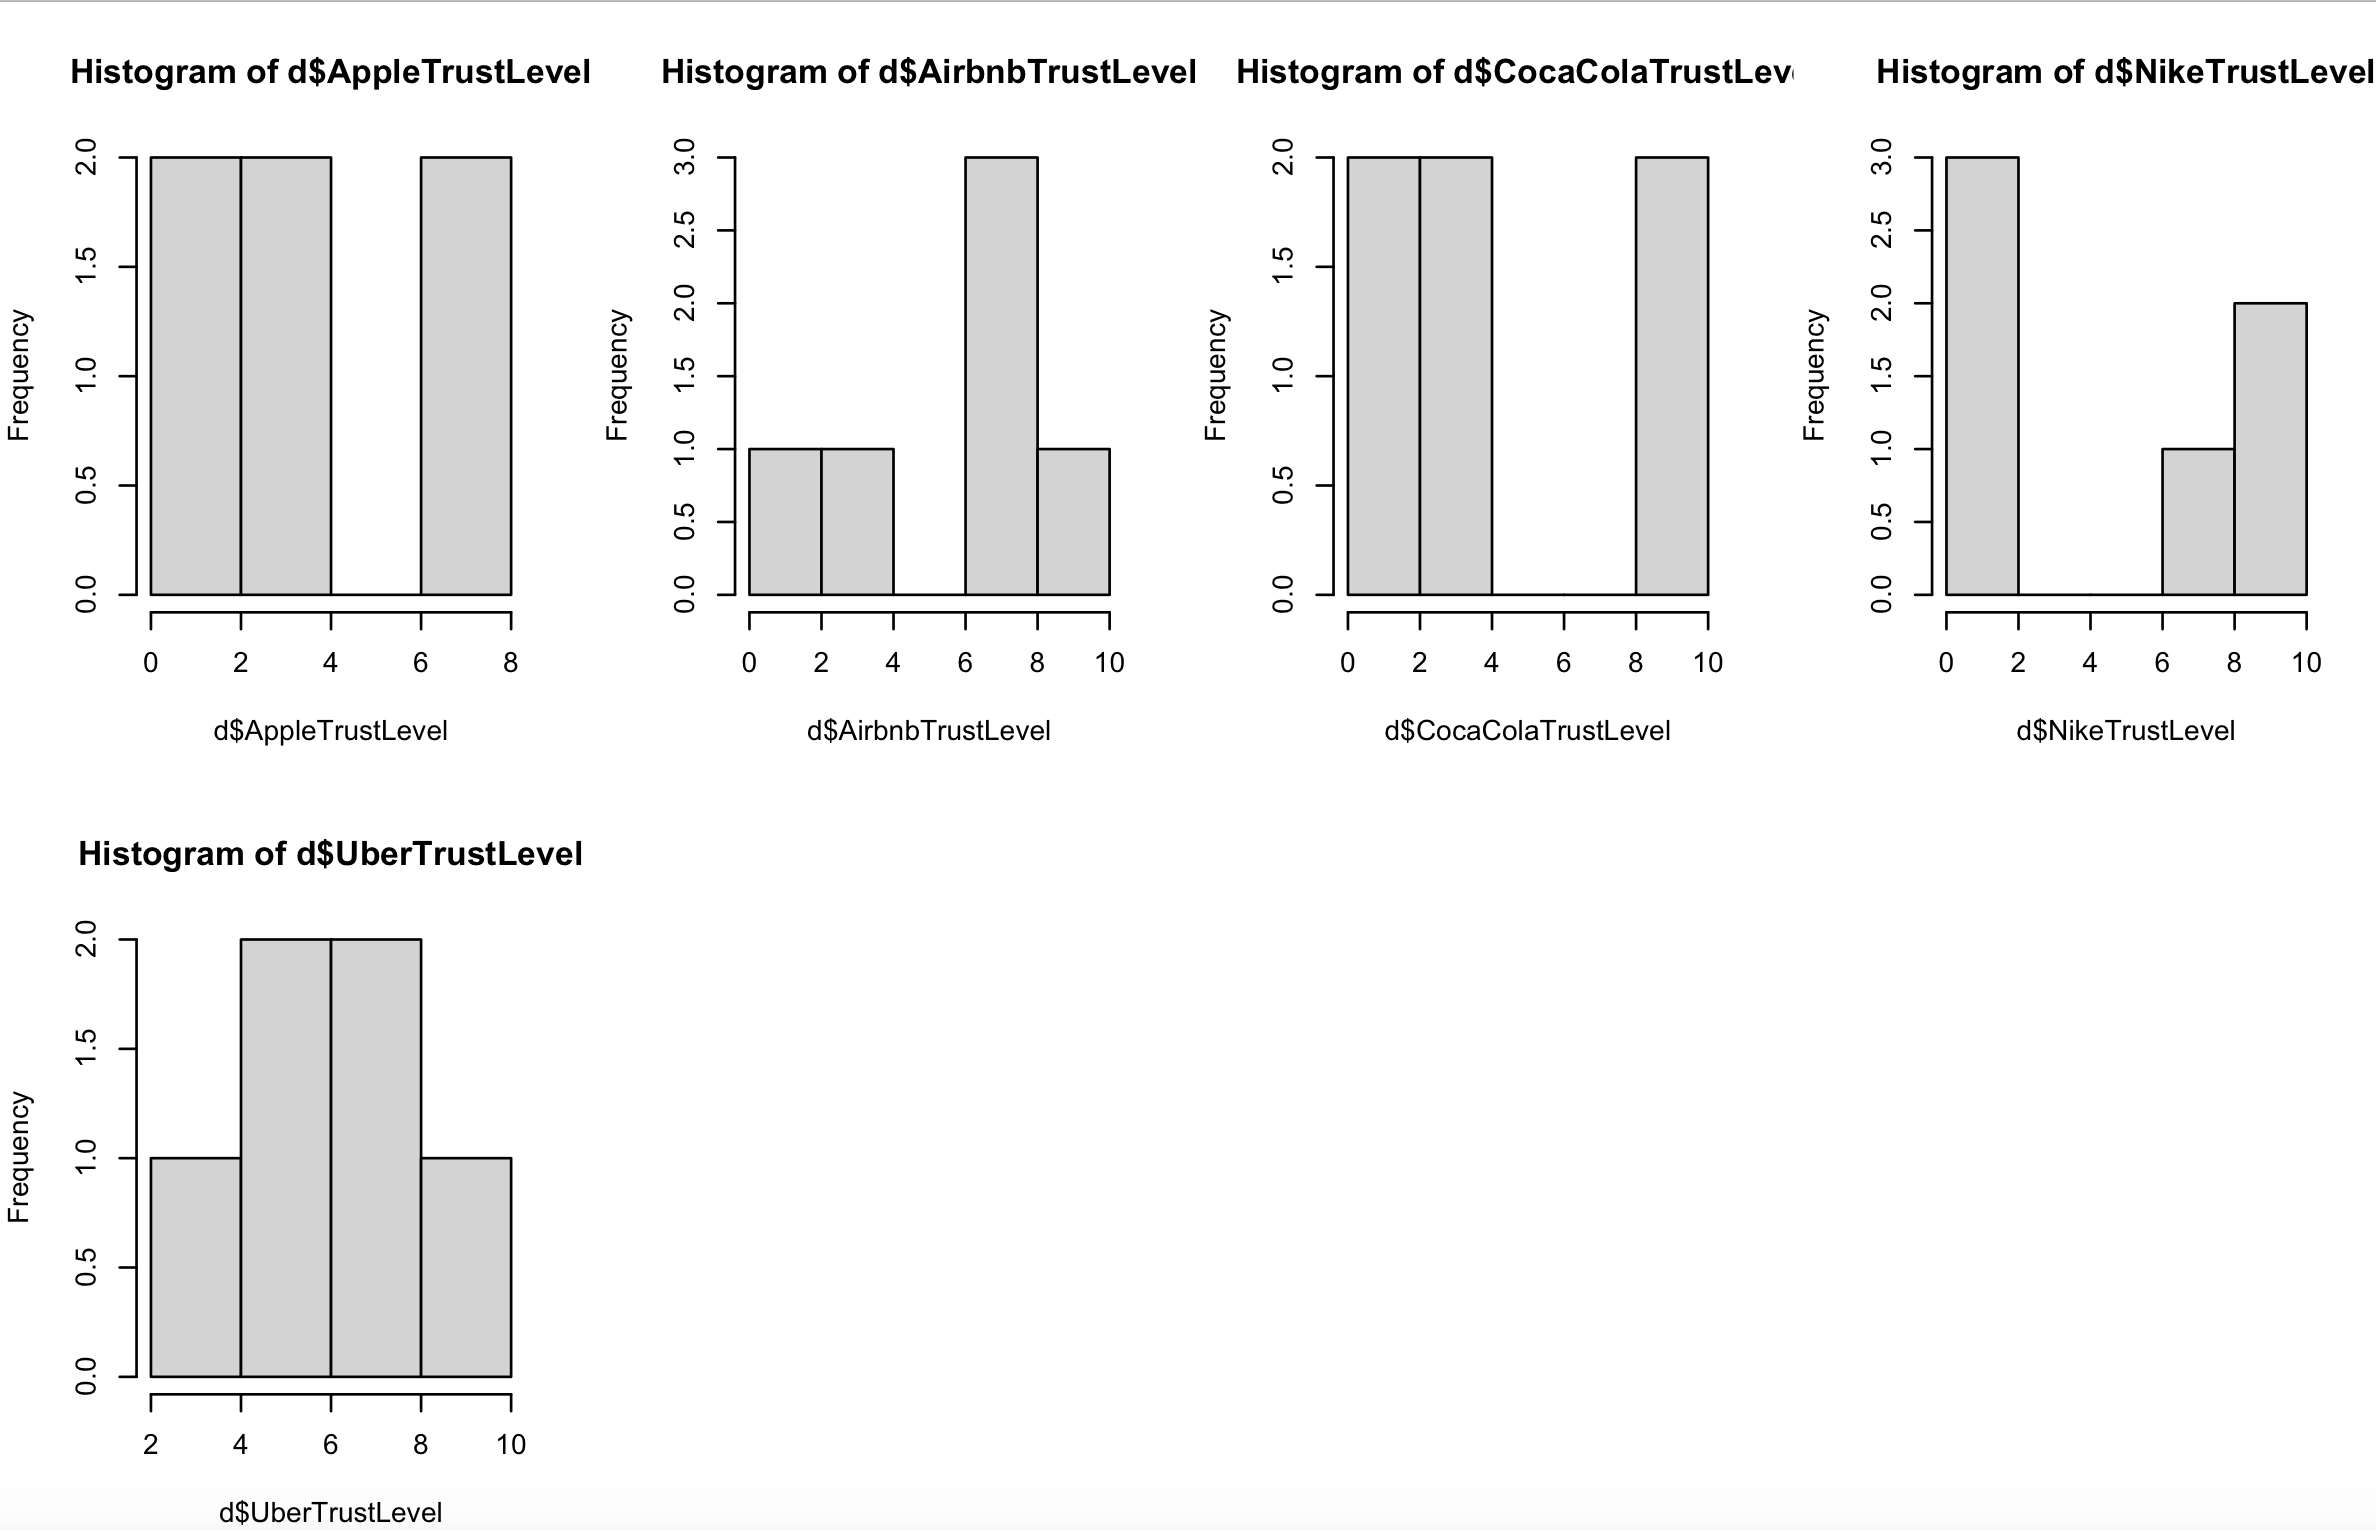 Histogram of d$AppleTrustLevel
Frequency
0.0 0.5 1.0 1.5 2.0
0 2 4 6 8
d$AppleTrustLevel
Histogram of d$AirbnbTrustLevel
Frequency
0.0 0.5 1.0 1.5 2.0 2.5 3.0
0 2 4 6 8 10
d$AirbnbTrustLevel
Histogram of d$CocaColaTrustLev
Frequency
0.0 0.5 1.0 1.5 2.0
0 2 4 6 8 10
d$CocaColaTrustLevel
Histogram of d$NikeTrustLevel
Frequency
0.0 0.5 1.0 1.5 2.0 2.5 3.0
0 2 4 6 8 10
d$NikeTrustLevel
Histogram of d$UberTrustLevel
Frequency
0.0 0.5 1.0 1.5 2.0
2 4 6 8 10
d$UberTrustLevel